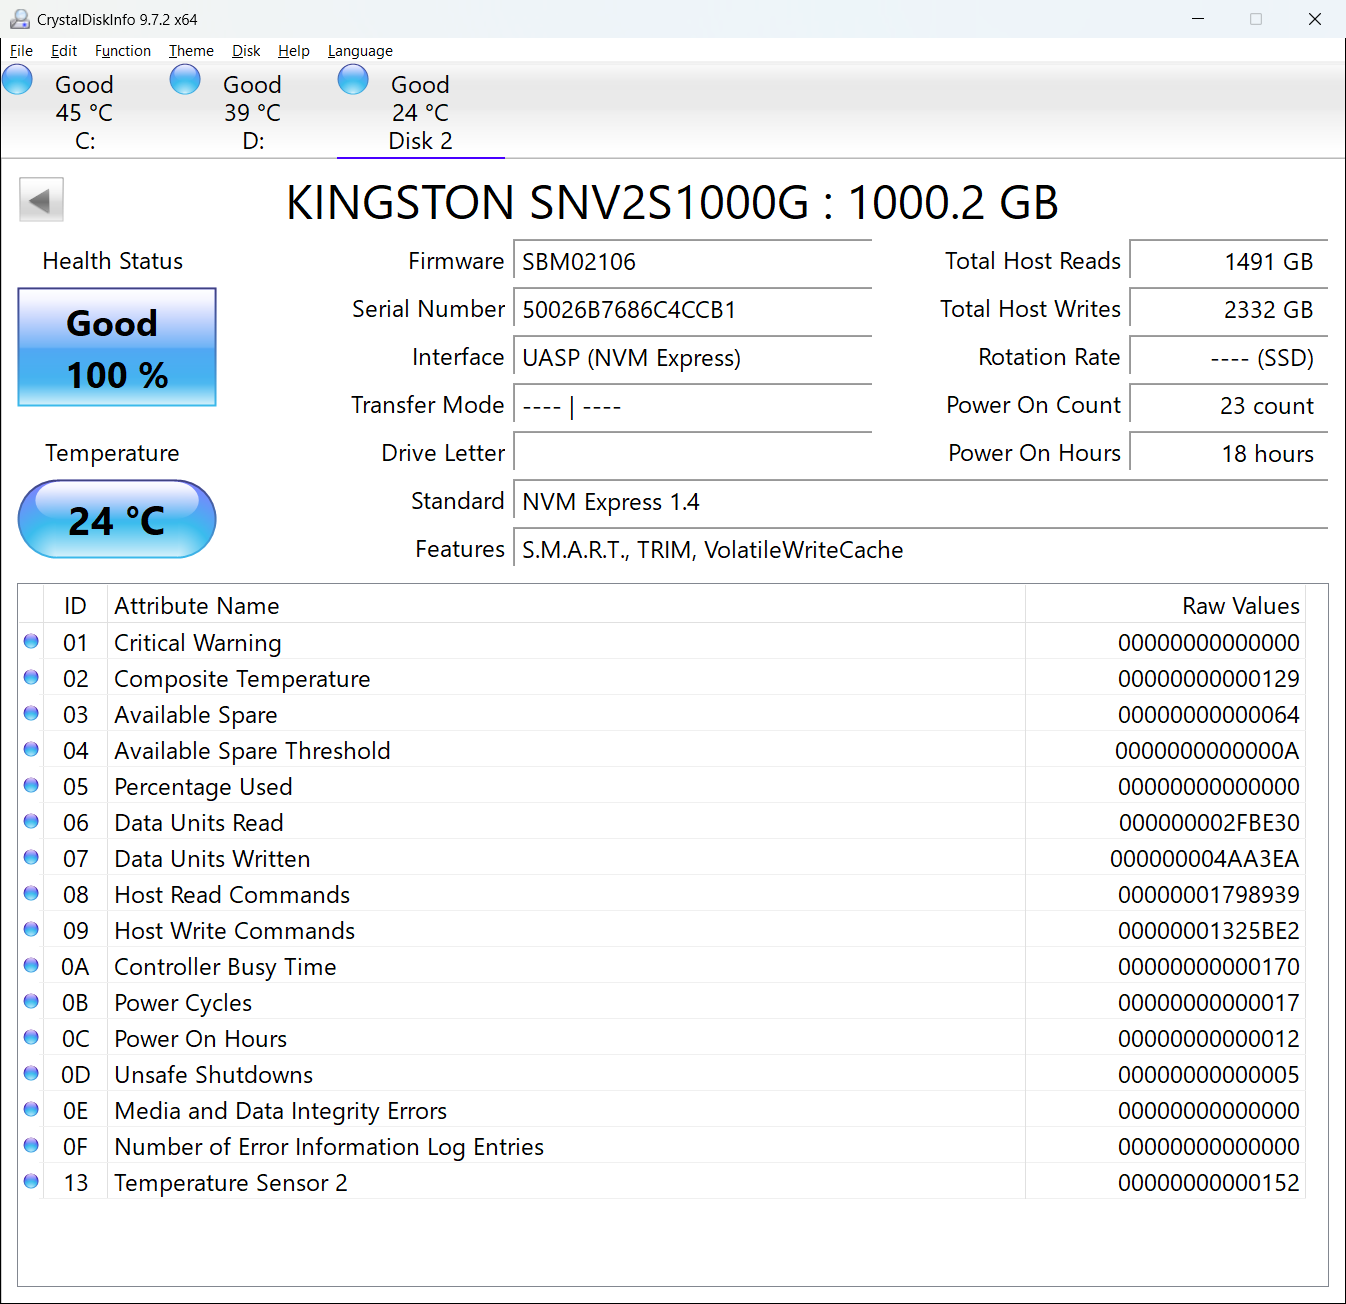 CrystalDiskInfo 9.7.2 x64
File Edit Function Theme Disk Help Language
Good Good Good
45 °C 39 °C 24 °C
C: D: Disk 2
KINGSTON SNV2S1000G : 1000.2 GB
Health Status Firmware SBM02106 Total Host Reads 1491 GB
Good Serial Number 50026B7686C4CCB1 Total Host Writes 2332 GB
100 % Interface UASP (NVM Express) Rotation Rate ---- (SSD)
Transfer Mode ---- | ---- Power On Count 23 count
Temperature Drive Letter Power On Hours 18 hours
24 °C Standard NVM Express 1.4
Features S.M.A.R.T., TRIM, VolatileWriteCache
ID Attribute Name Raw Values
01 Critical Warning 00000000000000
02 Composite Temperature 00000000000129
03 Available Spare 00000000000064
04 Available Spare Threshold 0000000000000A
05 Percentage Used 00000000000000
06 Data Units Read 000000002FBE30
07 Data Units Written 000000004AA3EA
08 Host Read Commands 00000001798939
09 Host Write Commands 00000001325BE2
0A Controller Busy Time 00000000000170
0B Power Cycles 00000000000017
0C Power On Hours 00000000000012
0D Unsafe Shutdowns 00000000000005
0E Media and Data Integrity Errors 00000000000000
0F Number of Error Information Log Entries 00000000000000
13 Temperature Sensor 2 00000000000152